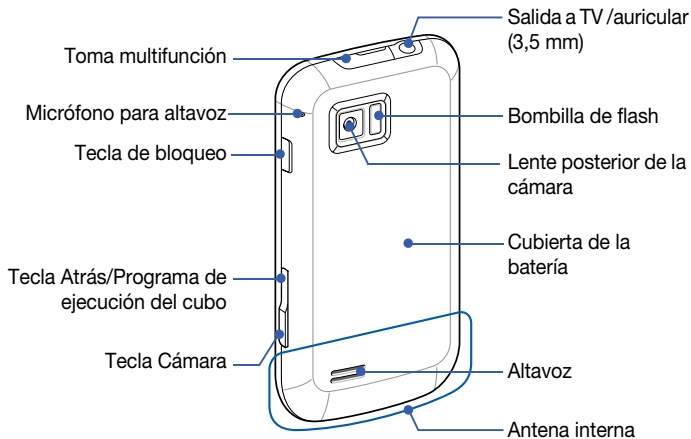 Toma multifunción
Micrófono para altavoz
Tecla de bloqueo
Tecla Atrás/Programa de
ejecución del cubo
Tecla Cámara
Salida a TV /auricular
(3,5 mm)
Bombilla de flash
Lente posterior de la
cámara
Cubierta de la
batería
Altavoz
Antena interna